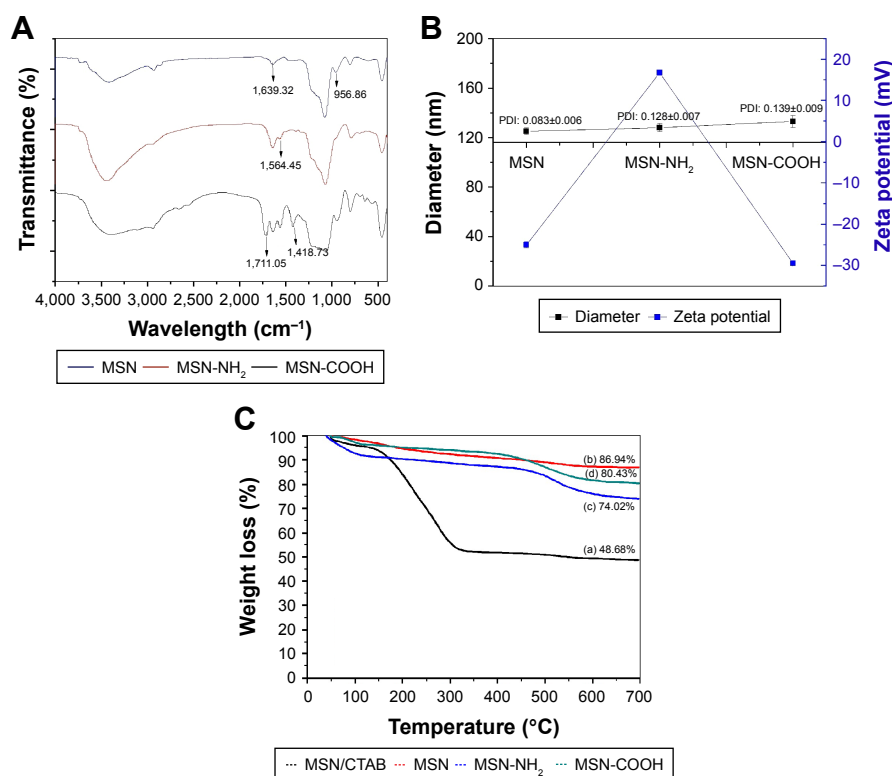 A
Transmittance (%)
1,639.32
956.86
1,564.45
1,711.05
1,418.73
4,000
3,500
3,000
2,500
2,000
1,500
1,000
500
Wavelength (cm⁻¹)
MSN
MSN-NH₂
MSN-COOH
B
Diameter (nm)
200
160
120
80
40
0
PDI: 0.083±0.006
PDI: 0.128±0.007
PDI: 0.139±0.009
MSN
MSN-NH₂
MSN-COOH
25
20
15
10
5
0
−5
−10
−15
−20
−25
−30
Zeta potential (mV)
Diameter
Zeta potential
C
Weight loss (%)
100
90
80
70
60
50
40
30
20
10
0
(b) 86.94%
(d) 80.43%
(c) 74.02%
(a) 48.68%
0
100
200
300
400
500
600
700
Temperature (°C)
MSN/CTAB
MSN
MSN-NH₂
MSN-COOH